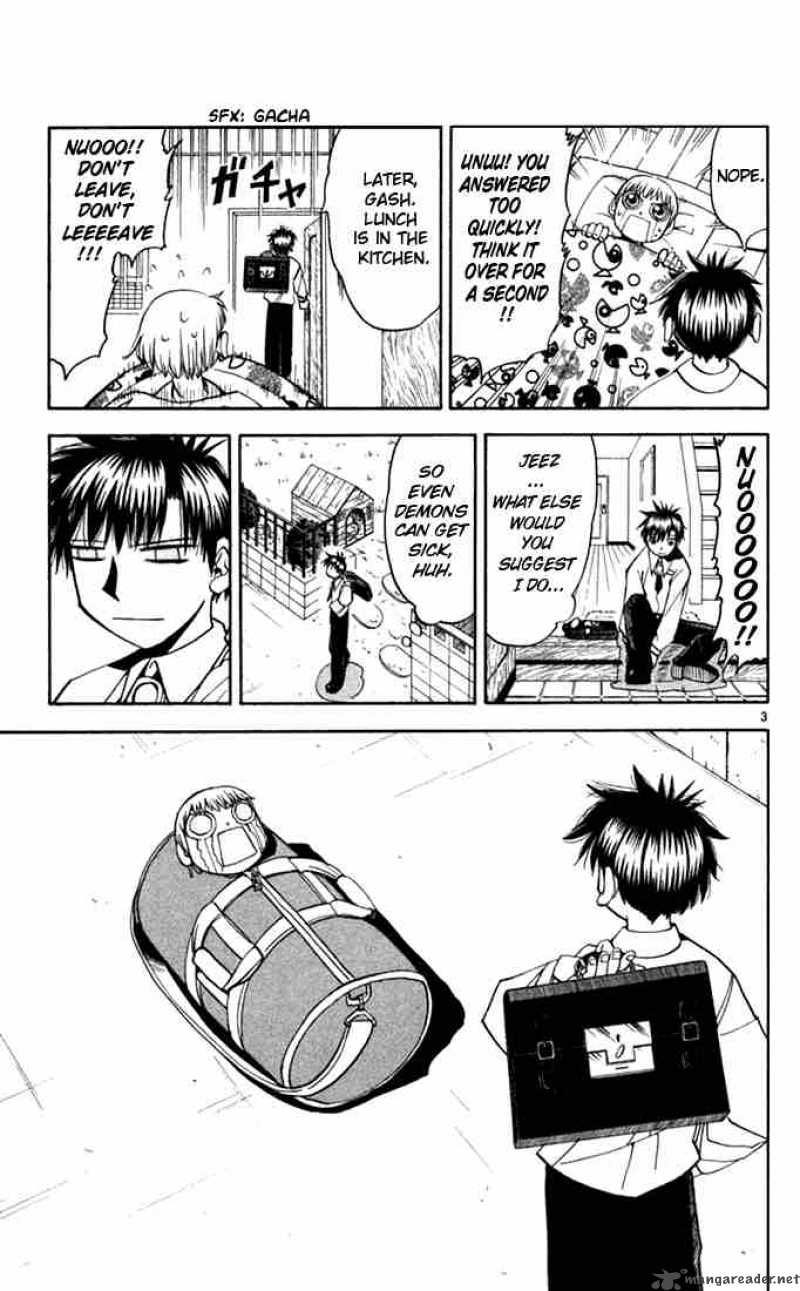 SFX: GACHA
NOPE.
UNUU! YOU
ANSWERED
TOO
QUICKLY!
THINK IT
OVER FOR
A SECOND
!!
LATER,
GASH.
LUNCH
IS IN THE
KITCHEN.
ガチャ
NUOOO!!
DON'T
LEAVE,
DON'T
LEEEEAVE
!!!
NUOOOOOOO!!
JEEZ
...
WHAT ELSE
WOULD
YOU
SUGGEST
I DO...
SO
EVEN
DEMONS
CAN GET
SICK,
HUH.
3
mangareader.net